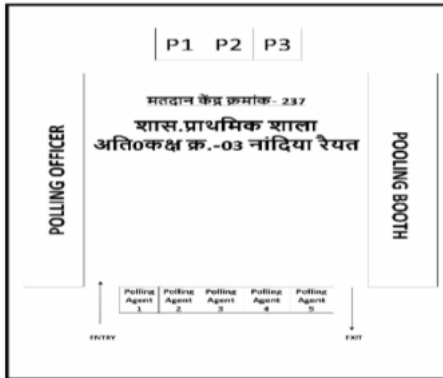 P1 P2 P3
मतदान केंद्र क्रमांक- 237
शास.प्राथमिक शाला
अति0कक्ष क्र.-03 नांदिया रैयत
POLLING OFFICER
POOLING BOOTH
Polling Agent 1
Polling Agent 2
Polling Agent 3
Polling Agent 4
Polling Agent 5
ENTRY
EXIT